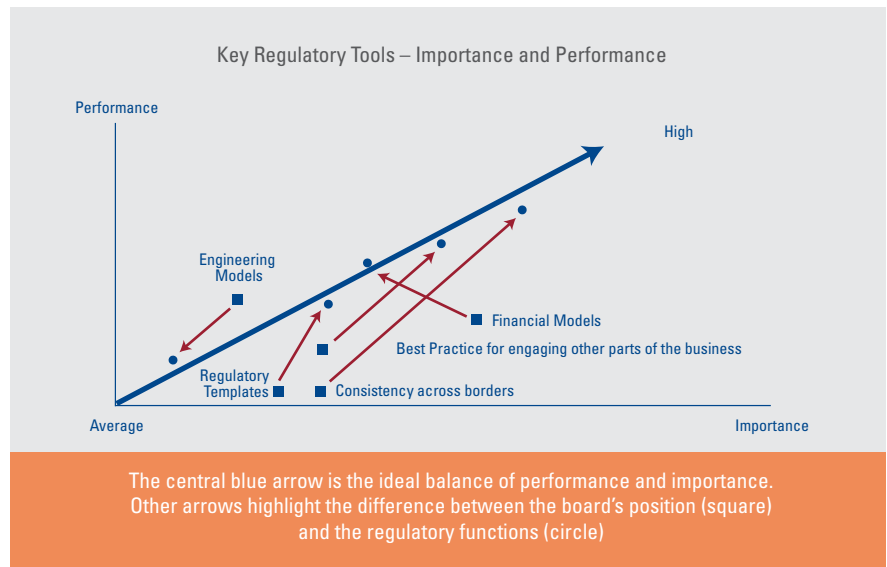 Key Regulatory Tools – Importance and Performance
Performance
High
Engineering
Models
Financial Models
Best Practice for engaging other parts of the business
Regulatory
Templates
Consistency across borders
Average
Importance
The central blue arrow is the ideal balance of performance and importance.
Other arrows highlight the difference between the board’s position (square)
and the regulatory functions (circle)